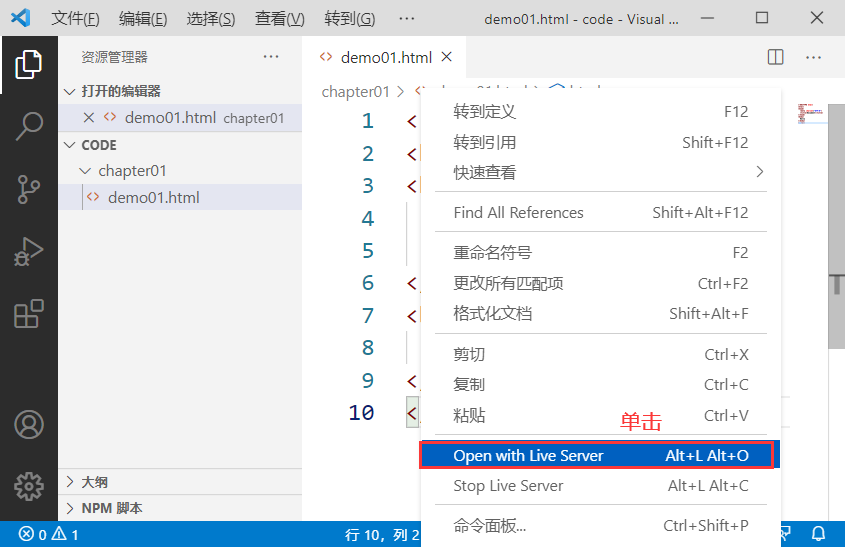 文件(F) 编辑(E) 选择(S) 查看(V) 转到(G) ··· demo01.html - code - Visual ...
资源管理器 ···
demo01.html
打开的编辑器
demo01.html chapter01
CODE
chapter01
demo01.html
大纲
NPM 脚本
chapter01
1 <
2 <
3 <
4
5
6 <
7 <
8
9 <
10 <
转到定义 F12
转到引用 Shift+F12
快速查看
Find All References Shift+Alt+F12
重命名符号 F2
更改所有匹配项 Ctrl+F2
格式化文档 Shift+Alt+F
剪切 Ctrl+X
复制 Ctrl+C
粘贴 Ctrl+V
单击
Open with Live Server Alt+L Alt+O
Stop Live Server Alt+L Alt+C
命令面板... Ctrl+Shift+P
0 1 行 10，列 2